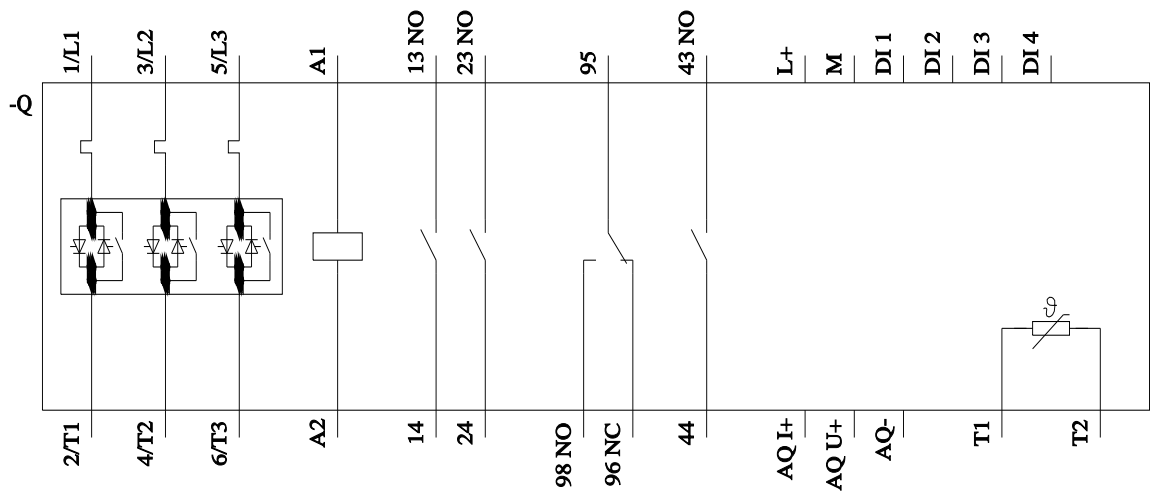 1/L1
3/L2
5/L3
A1
13 NO
23 NO
95
43 NO
L+
M
DI 1
DI 2
DI 3
DI 4
-Q
ϑ
2/T1
4/T2
6/T3
A2
14
24
98 NO
96 NC
44
AQ I+
AQ U+
AQ-
T1
T2